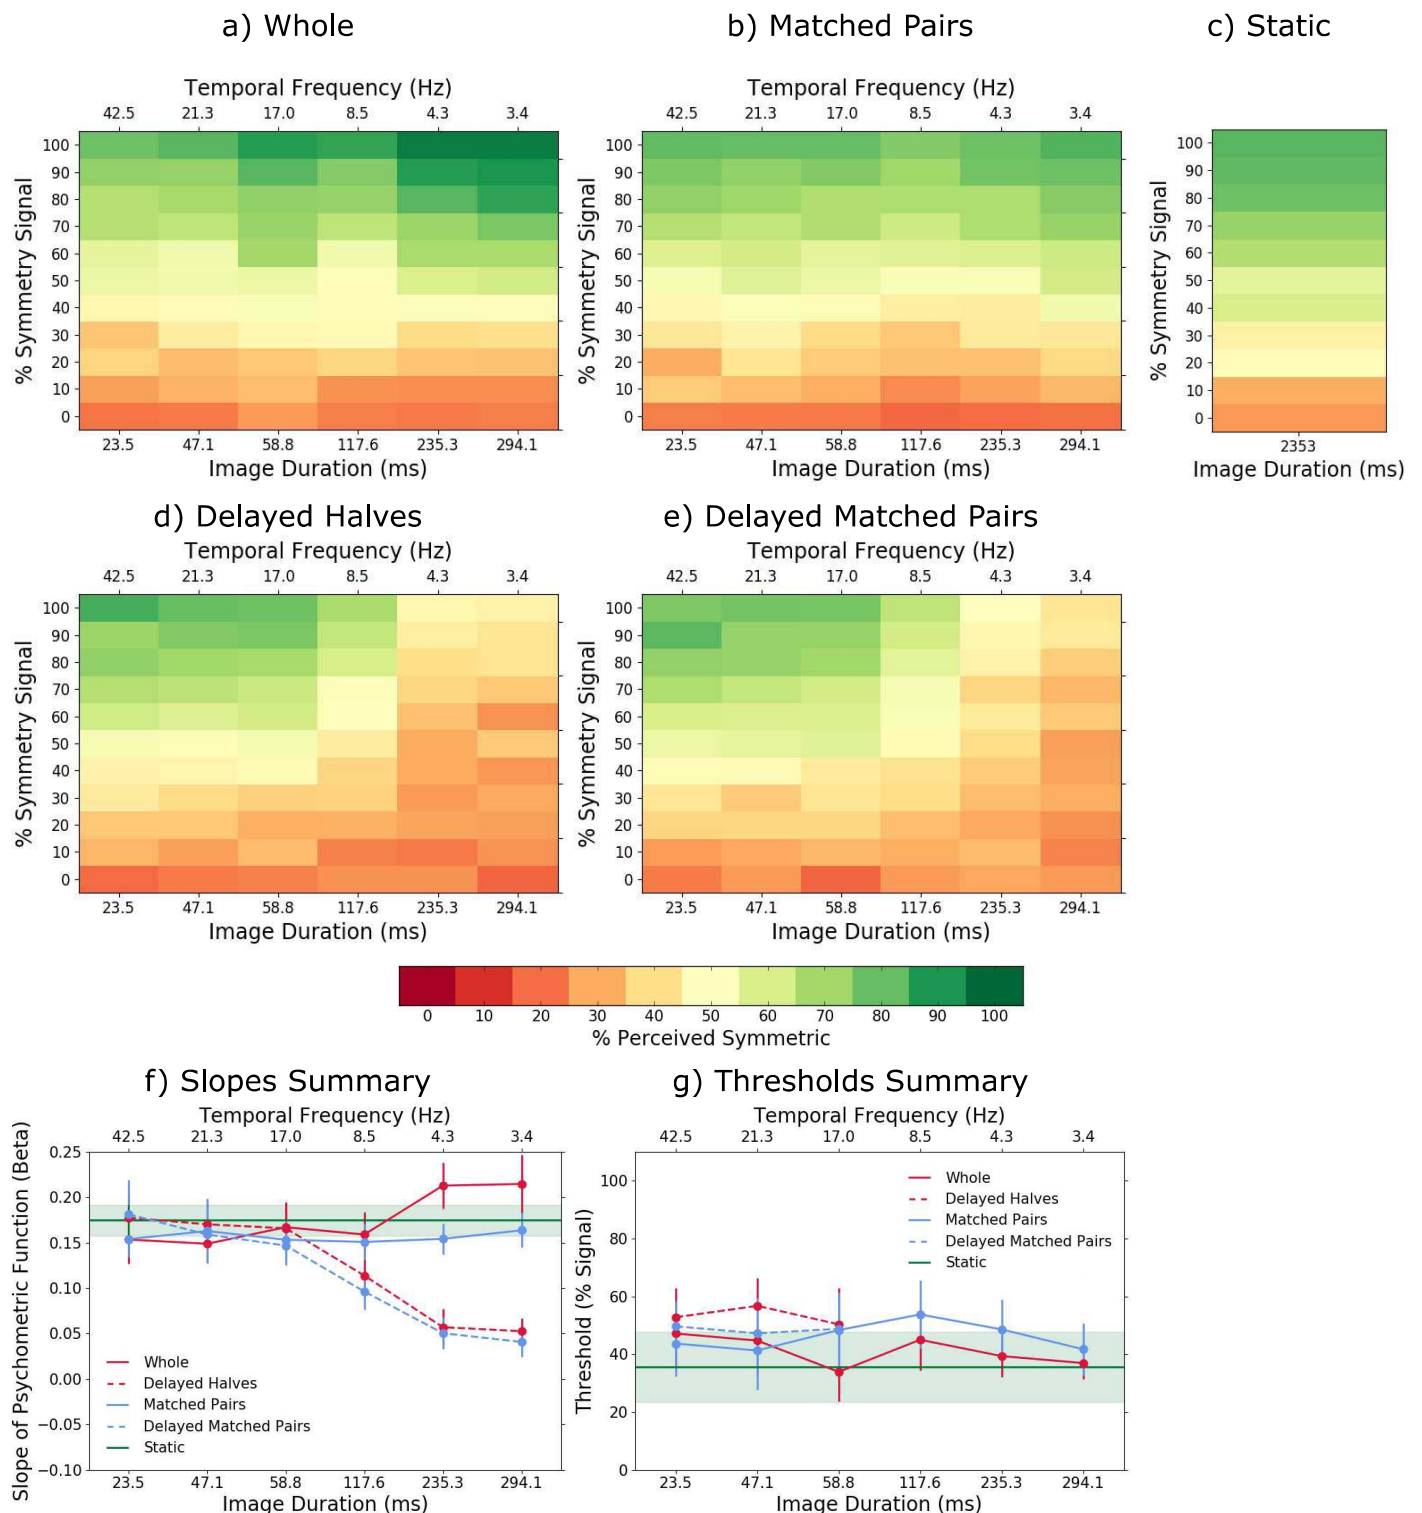 a) Whole
b) Matched Pairs
c) Static
Temporal Frequency (Hz)
42.5 21.3 17.0 8.5 4.3 3.4
% Symmetry Signal
100
90
80
70
60
50
40
30
20
10
0
23.5 47.1 58.8 117.6 235.3 294.1
Image Duration (ms)
Temporal Frequency (Hz)
42.5 21.3 17.0 8.5 4.3 3.4
% Symmetry Signal
100
90
80
70
60
50
40
30
20
10
0
23.5 47.1 58.8 117.6 235.3 294.1
Image Duration (ms)
% Symmetry Signal
100
90
80
70
60
50
40
30
20
10
0
2353
Image Duration (ms)
d) Delayed Halves
e) Delayed Matched Pairs
Temporal Frequency (Hz)
42.5 21.3 17.0 8.5 4.3 3.4
% Symmetry Signal
100
90
80
70
60
50
40
30
20
10
0
23.5 47.1 58.8 117.6 235.3 294.1
Image Duration (ms)
Temporal Frequency (Hz)
42.5 21.3 17.0 8.5 4.3 3.4
% Symmetry Signal
100
90
80
70
60
50
40
30
20
10
0
23.5 47.1 58.8 117.6 235.3 294.1
Image Duration (ms)
0 10 20 30 40 50 60 70 80 90 100
% Perceived Symmetric
f) Slopes Summary
g) Thresholds Summary
Temporal Frequency (Hz)
42.5 21.3 17.0 8.5 4.3 3.4
Slope of Psychometric Function (Beta)
0.25
0.20
0.15
0.10
0.05
0.00
−0.05
−0.10
Whole
Delayed Halves
Matched Pairs
Delayed Matched Pairs
Static
23.5 47.1 58.8 117.6 235.3 294.1
Image Duration (ms)
Temporal Frequency (Hz)
42.5 21.3 17.0 8.5 4.3 3.4
Threshold (% Signal)
100
80
60
40
20
0
Whole
Delayed Halves
Matched Pairs
Delayed Matched Pairs
Static
23.5 47.1 58.8 117.6 235.3 294.1
Image Duration (ms)